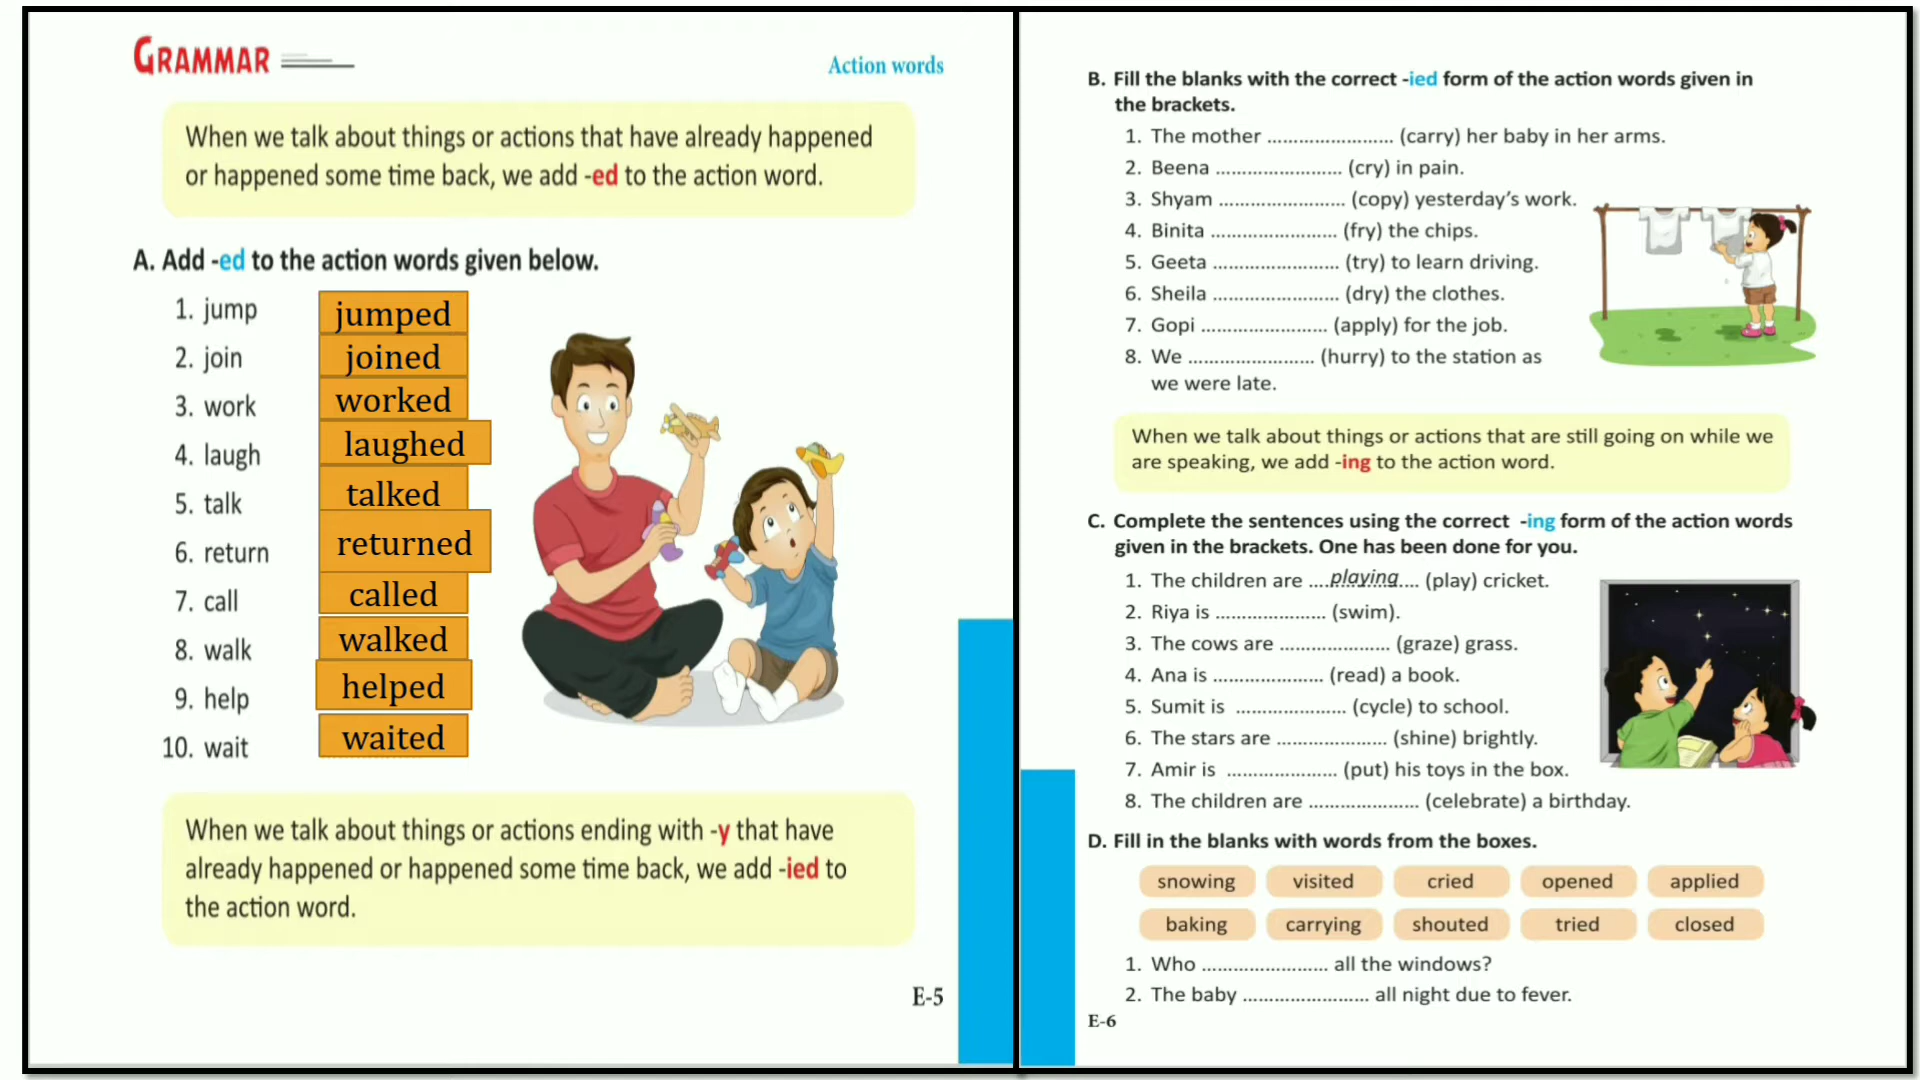 GRAMMAR
Action words
When we talk about things or actions that have already happened
or happened some time back, we add -ed to the action word.
A. Add -ed to the action words given below.
1. jump jumped
2. join joined
3. work worked
4. laugh laughed
5. talk talked
6. return returned
7. call called
8. walk walked
9. help helped
10. wait waited
When we talk about things or actions ending with -y that have
already happened or happened some time back, we add -ied to
the action word.
E-5
B. Fill the blanks with the correct -ied form of the action words given in
the brackets.
1. The mother ........................ (carry) her baby in her arms.
2. Beena ........................ (cry) in pain.
3. Shyam ........................ (copy) yesterday's work.
4. Binita ........................ (fry) the chips.
5. Geeta ........................ (try) to learn driving.
6. Sheila ........................ (dry) the clothes.
7. Gopi ........................ (apply) for the job.
8. We ........................ (hurry) to the station as
we were late.
When we talk about things or actions that are still going on while we
are speaking, we add -ing to the action word.
C. Complete the sentences using the correct -ing form of the action words
given in the brackets. One has been done for you.
1. The children are ....playing.... (play) cricket.
2. Riya is ..................... (swim).
3. The cows are ..................... (graze) grass.
4. Ana is ..................... (read) a book.
5. Sumit is ..................... (cycle) to school.
6. The stars are ..................... (shine) brightly.
7. Amir is ..................... (put) his toys in the box.
8. The children are ..................... (celebrate) a birthday.
D. Fill in the blanks with words from the boxes.
snowing visited cried opened applied
baking carrying shouted tried closed
1. Who ........................ all the windows?
2. The baby ........................ all night due to fever.
E-6